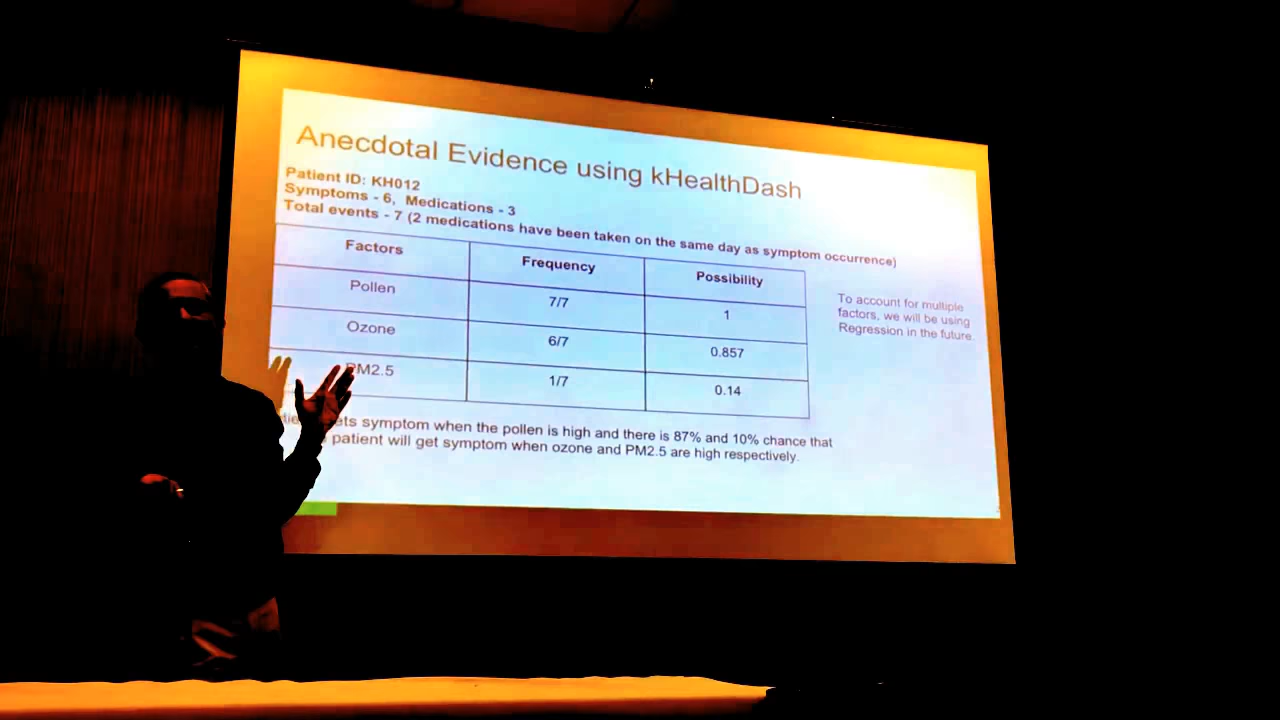 Anecdotal Evidence using kHealthDash
Patient ID: KH012
Symptoms - 6, Medications - 3
Total events - 7 (2 medications have been taken on the same day as symptom occurrence)
Factors Frequency Possibility
Pollen 7/7 1
Ozone 6/7 0.857
PM2.5 1/7 0.14
To account for multiple
factors, we will be using
Regression in the future.
symptom when the pollen is high and there is 87% and 10% chance that
patient will get symptom when ozone and PM2.5 are high respectively.